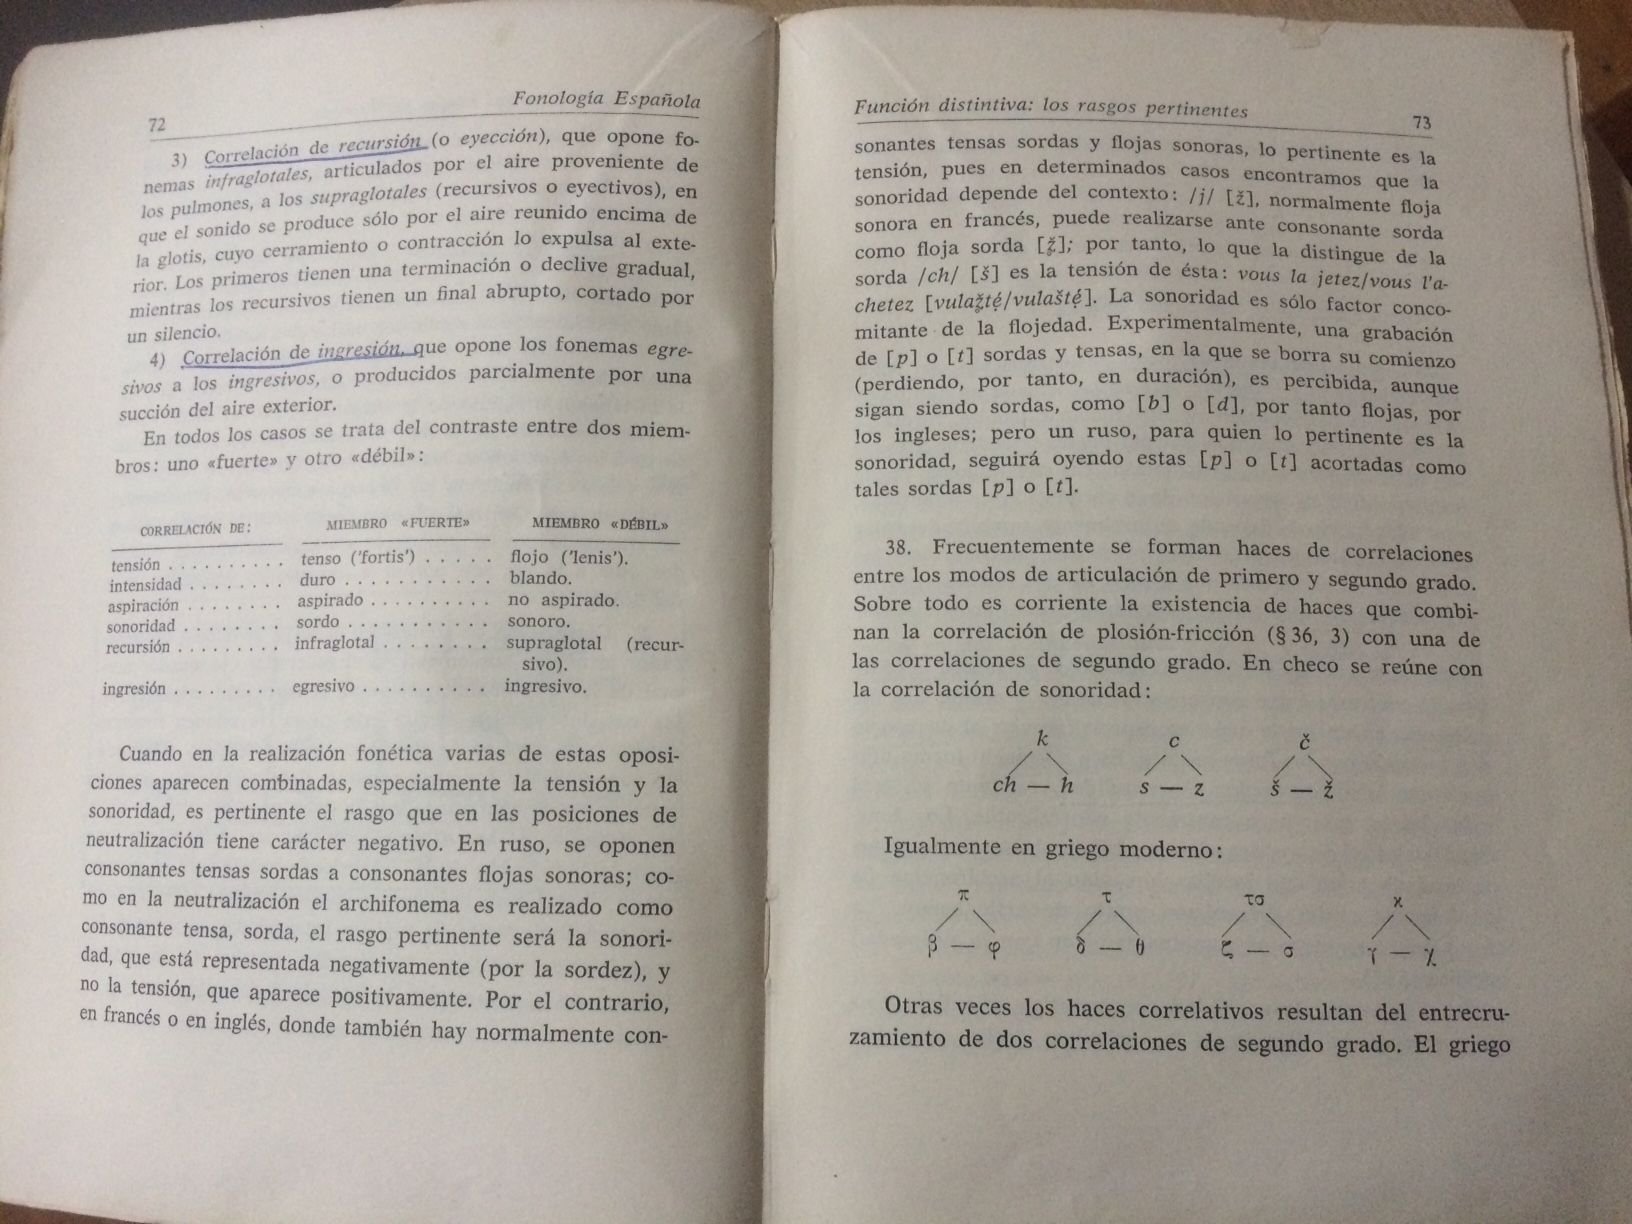 72
Fonología Española
3) Correlación de recursión (o eyección), que opone fo-
nemas infraglotales, articulados por el aire proveniente de
los pulmones, a los supraglotales (recursivos o eyectivos), en
que el sonido se produce sólo por el aire reunido encima de
la glotis, cuyo cerramiento o contracción lo expulsa al exte-
rior. Los primeros tienen una terminación o declive gradual,
mientras los recursivos tienen un final abrupto, cortado por
un silencio.
4) Correlación de ingresión, que opone los fonemas egre-
sivos a los ingresivos, o producidos parcialmente por una
succión del aire exterior.
En todos los casos se trata del contraste entre dos miem-
bros: uno «fuerte» y otro «débil»:
CORRELACIÓN DE: MIEMBRO «FUERTE» MIEMBRO «DÉBIL»
tensión . . . . . . . . . . tenso ('fortis') . . . . . flojo ('lenis').
intensidad . . . . . . . . duro . . . . . . . . . . . blando.
aspiración . . . . . . . . aspirado . . . . . . . . . . no aspirado.
sonoridad . . . . . . . . sordo . . . . . . . . . . . sonoro.
recursión . . . . . . . . . infraglotal . . . . . . . . supraglotal (recur-
sivo).
ingresión . . . . . . . . . egresivo . . . . . . . . . . ingresivo.
Cuando en la realización fonética varias de estas oposi-
ciones aparecen combinadas, especialmente la tensión y la
sonoridad, es pertinente el rasgo que en las posiciones de
neutralización tiene carácter negativo. En ruso, se oponen
consonantes tensas sordas a consonantes flojas sonoras; co-
mo en la neutralización el archifonema es realizado como
consonante tensa, sorda, el rasgo pertinente será la sonori-
dad, que está representada negativamente (por la sordez), y
no la tensión, que aparece positivamente. Por el contrario,
en francés o en inglés, donde también hay normalmente con-
Función distintiva: los rasgos pertinentes
73
sonantes tensas sordas y flojas sonoras, lo pertinente es la
tensión, pues en determinados casos encontramos que la
sonoridad depende del contexto: /j/ [ž], normalmente floja
sonora en francés, puede realizarse ante consonante sorda
como floja sorda [ž̥]; por tanto, lo que la distingue de la
sorda /ch/ [š] es la tensión de ésta: vous la jetez/vous l'a-
chetez [vulaž̥tẹ́/vulaštẹ́]. La sonoridad es sólo factor conco-
mitante de la flojedad. Experimentalmente, una grabación
de [p] o [t] sordas y tensas, en la que se borra su comienzo
(perdiendo, por tanto, en duración), es percibida, aunque
sigan siendo sordas, como [b] o [d], por tanto flojas, por
los ingleses; pero un ruso, para quien lo pertinente es la
sonoridad, seguirá oyendo estas [p] o [t] acortadas como
tales sordas [p] o [t].
38. Frecuentemente se forman haces de correlaciones
entre los modos de articulación de primero y segundo grado.
Sobre todo es corriente la existencia de haces que combi-
nan la correlación de plosión-fricción (§ 36, 3) con una de
las correlaciones de segundo grado. En checo se reúne con
la correlación de sonoridad:
k c č
ch — h s — z š — ž
Igualmente en griego moderno:
π τ τσ ϰ
β — φ δ — θ ζ — σ γ — χ
Otras veces los haces correlativos resultan del entrecru-
zamiento de dos correlaciones de segundo grado. El griego